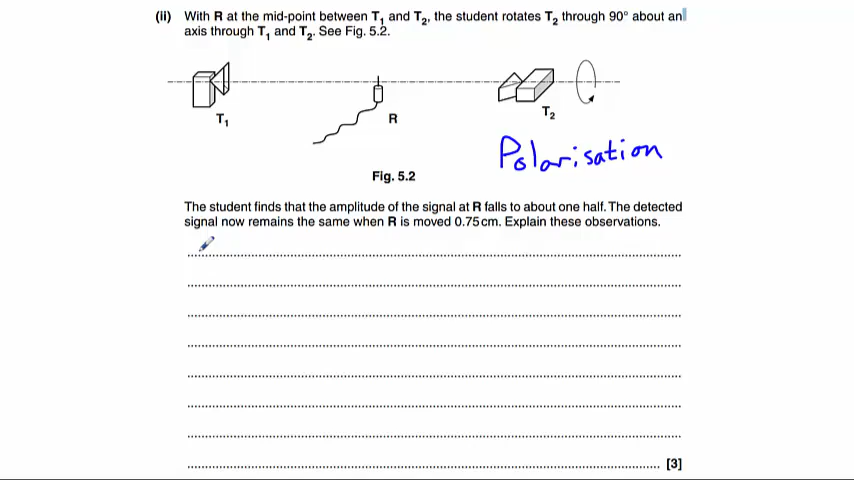 (ii) With R at the mid-point between T1 and T2, the student rotates T2 through 90° about an
axis through T1 and T2. See Fig. 5.2.
T1
R
T2
Polarisation
Fig. 5.2
The student finds that the amplitude of the signal at R falls to about one half. The detected
signal now remains the same when R is moved 0.75 cm. Explain these observations.
[3]